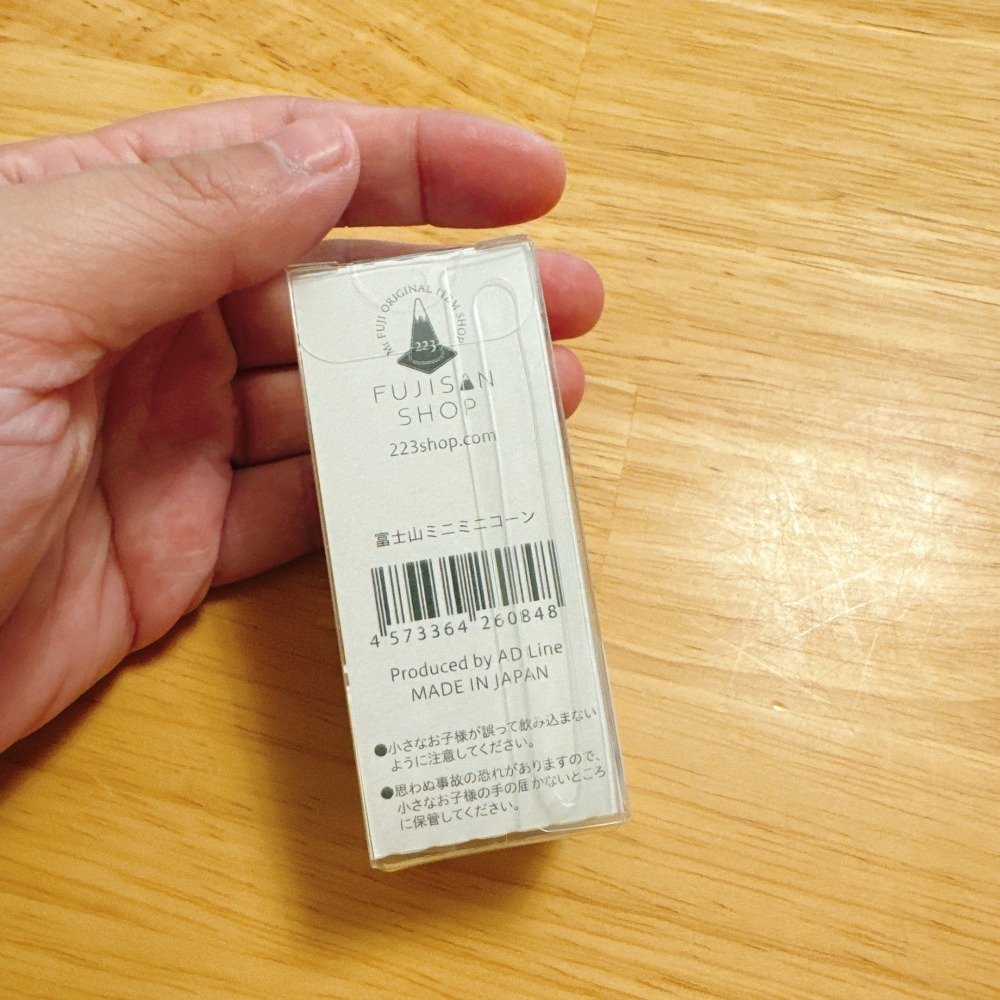 Mt. FUJI ORIGINAL ITEM SHOP
223
FUJISAN
SHOP
223shop.com
富士山ミニミニコーン
4 573364 260848
Produced by AD Line
MADE IN JAPAN
●小さなお子様が誤って飲み込まない
ように注意してください。
●思わぬ事故の恐れがありますので、
小さなお子様の手の届かないところ
に保管してください。